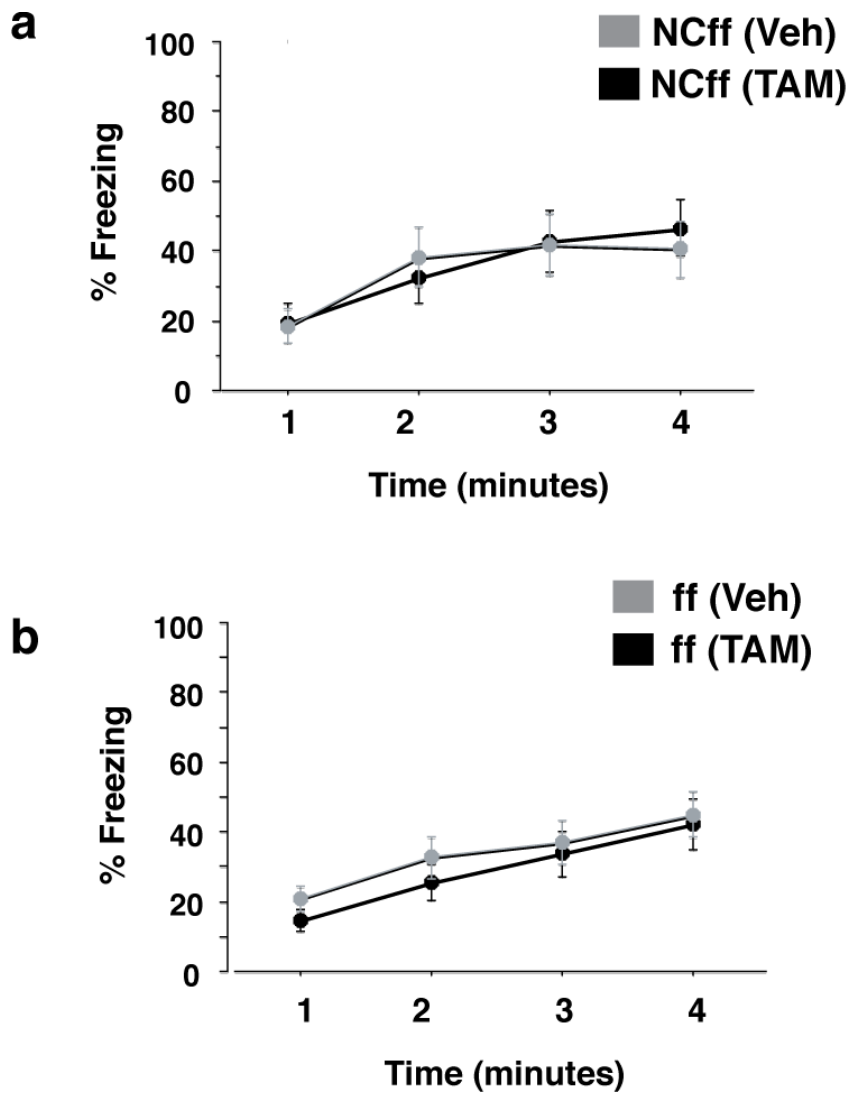 a
NCff (Veh)
NCff (TAM)
100
80
60
40
20
0
% Freezing
1 2 3 4
Time (minutes)
b
ff (Veh)
ff (TAM)
100
80
60
40
20
0
% Freezing
1 2 3 4
Time (minutes)